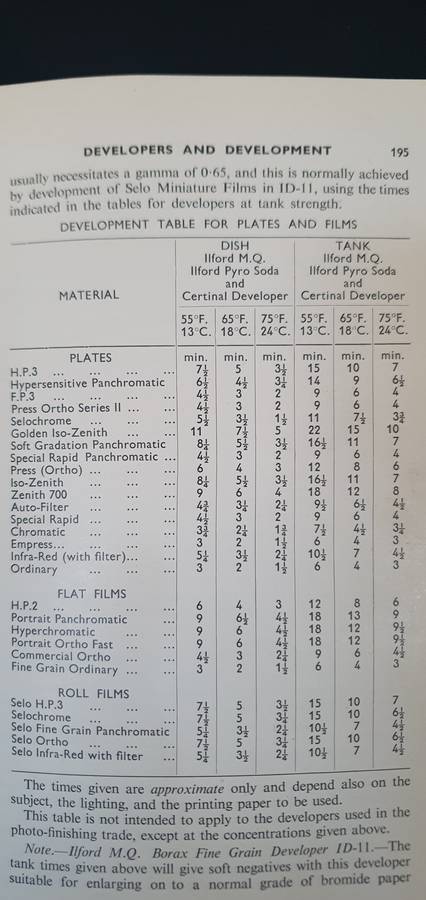 DEVELOPERS AND DEVELOPMENT 195
usually necessitates a gamma of 0·65, and this is normally achieved
by development of Selo Miniature Films in ID-11, using the times
indicated in the tables for developers at tank strength.
DEVELOPMENT TABLE FOR PLATES AND FILMS
DISH TANK
Ilford M.Q. Ilford M.Q.
Ilford Pyro Soda Ilford Pyro Soda
and and
MATERIAL Certinal Developer Certinal Developer
55°F. 65°F. 75°F. 55°F. 65°F. 75°F.
13°C. 18°C. 24°C. 13°C. 18°C. 24°C.
PLATES min. min. min. min. min. min.
H.P.3 ... ... ... ... 7½ 5 3½ 15 10 7
Hypersensitive Panchromatic ... 6½ 4½ 3¼ 14 9 6½
F.P.3 ... ... ... ... 4½ 3 2 9 6 4
Press Ortho Series II ... ... 4½ 3 2 9 6 4
Selochrome ... ... ... 5½ 3½ 1½ 11 7½ 3¾
Golden Iso-Zenith ... ... 11 7½ 5 22 15 10
Soft Gradation Panchromatic ... 8¼ 5½ 3½ 16½ 11 7
Special Rapid Panchromatic ... 4½ 3 2 9 6 4
Press (Ortho) ... ... ... 6 4 3 12 8 6
Iso-Zenith ... ... ... 8¼ 5½ 3½ 16½ 11 7
Zenith 700 ... ... ... 9 6 4 18 12 8
Auto-Filter ... ... ... 4¾ 3¼ 2¼ 9½ 6½ 4½
Special Rapid ... ... ... 4½ 3 2 9 6 4
Chromatic ... ... ... 3¾ 2¼ 1¾ 7½ 4½ 3¼
Empress... ... ... ... 3 2 1½ 6 4 3
Infra-Red (with filter)... ... 5¼ 3½ 2¼ 10½ 7 4½
Ordinary ... ... ... 3 2 1½ 6 4 3
FLAT FILMS
H.P.2 ... ... ... ... 6 4 3 12 8 6
Portrait Panchromatic ... ... 9 6½ 4½ 18 13 9
Hyperchromatic ... ... 9 6 4½ 18 12 9½
Portrait Ortho Fast ... ... 9 6 4½ 18 12 9½
Commercial Ortho ... ... 4½ 3 2¼ 9 6 4½
Fine Grain Ordinary ... ... 3 2 1½ 6 4 3
ROLL FILMS
Selo H.P.3 ... ... ... 7½ 5 3½ 15 10 7
Selochrome ... ... ... 7½ 5 3¼ 15 10 6½
Selo Fine Grain Panchromatic 5¼ 3½ 2¼ 10½ 7 4½
Selo Ortho ... ... ... 7½ 5 3¼ 15 10 6½
Selo Infra-Red with filter ... 5¼ 3½ 2¼ 10½ 7 4½
The times given are approximate only and depend also on the
subject, the lighting, and the printing paper to be used.
This table is not intended to apply to the developers used in the
photo-finishing trade, except at the concentrations given above.
Note.—Ilford M.Q. Borax Fine Grain Developer ID-11.—The
tank times given above will give soft negatives with this developer
suitable for enlarging on to a normal grade of bromide paper